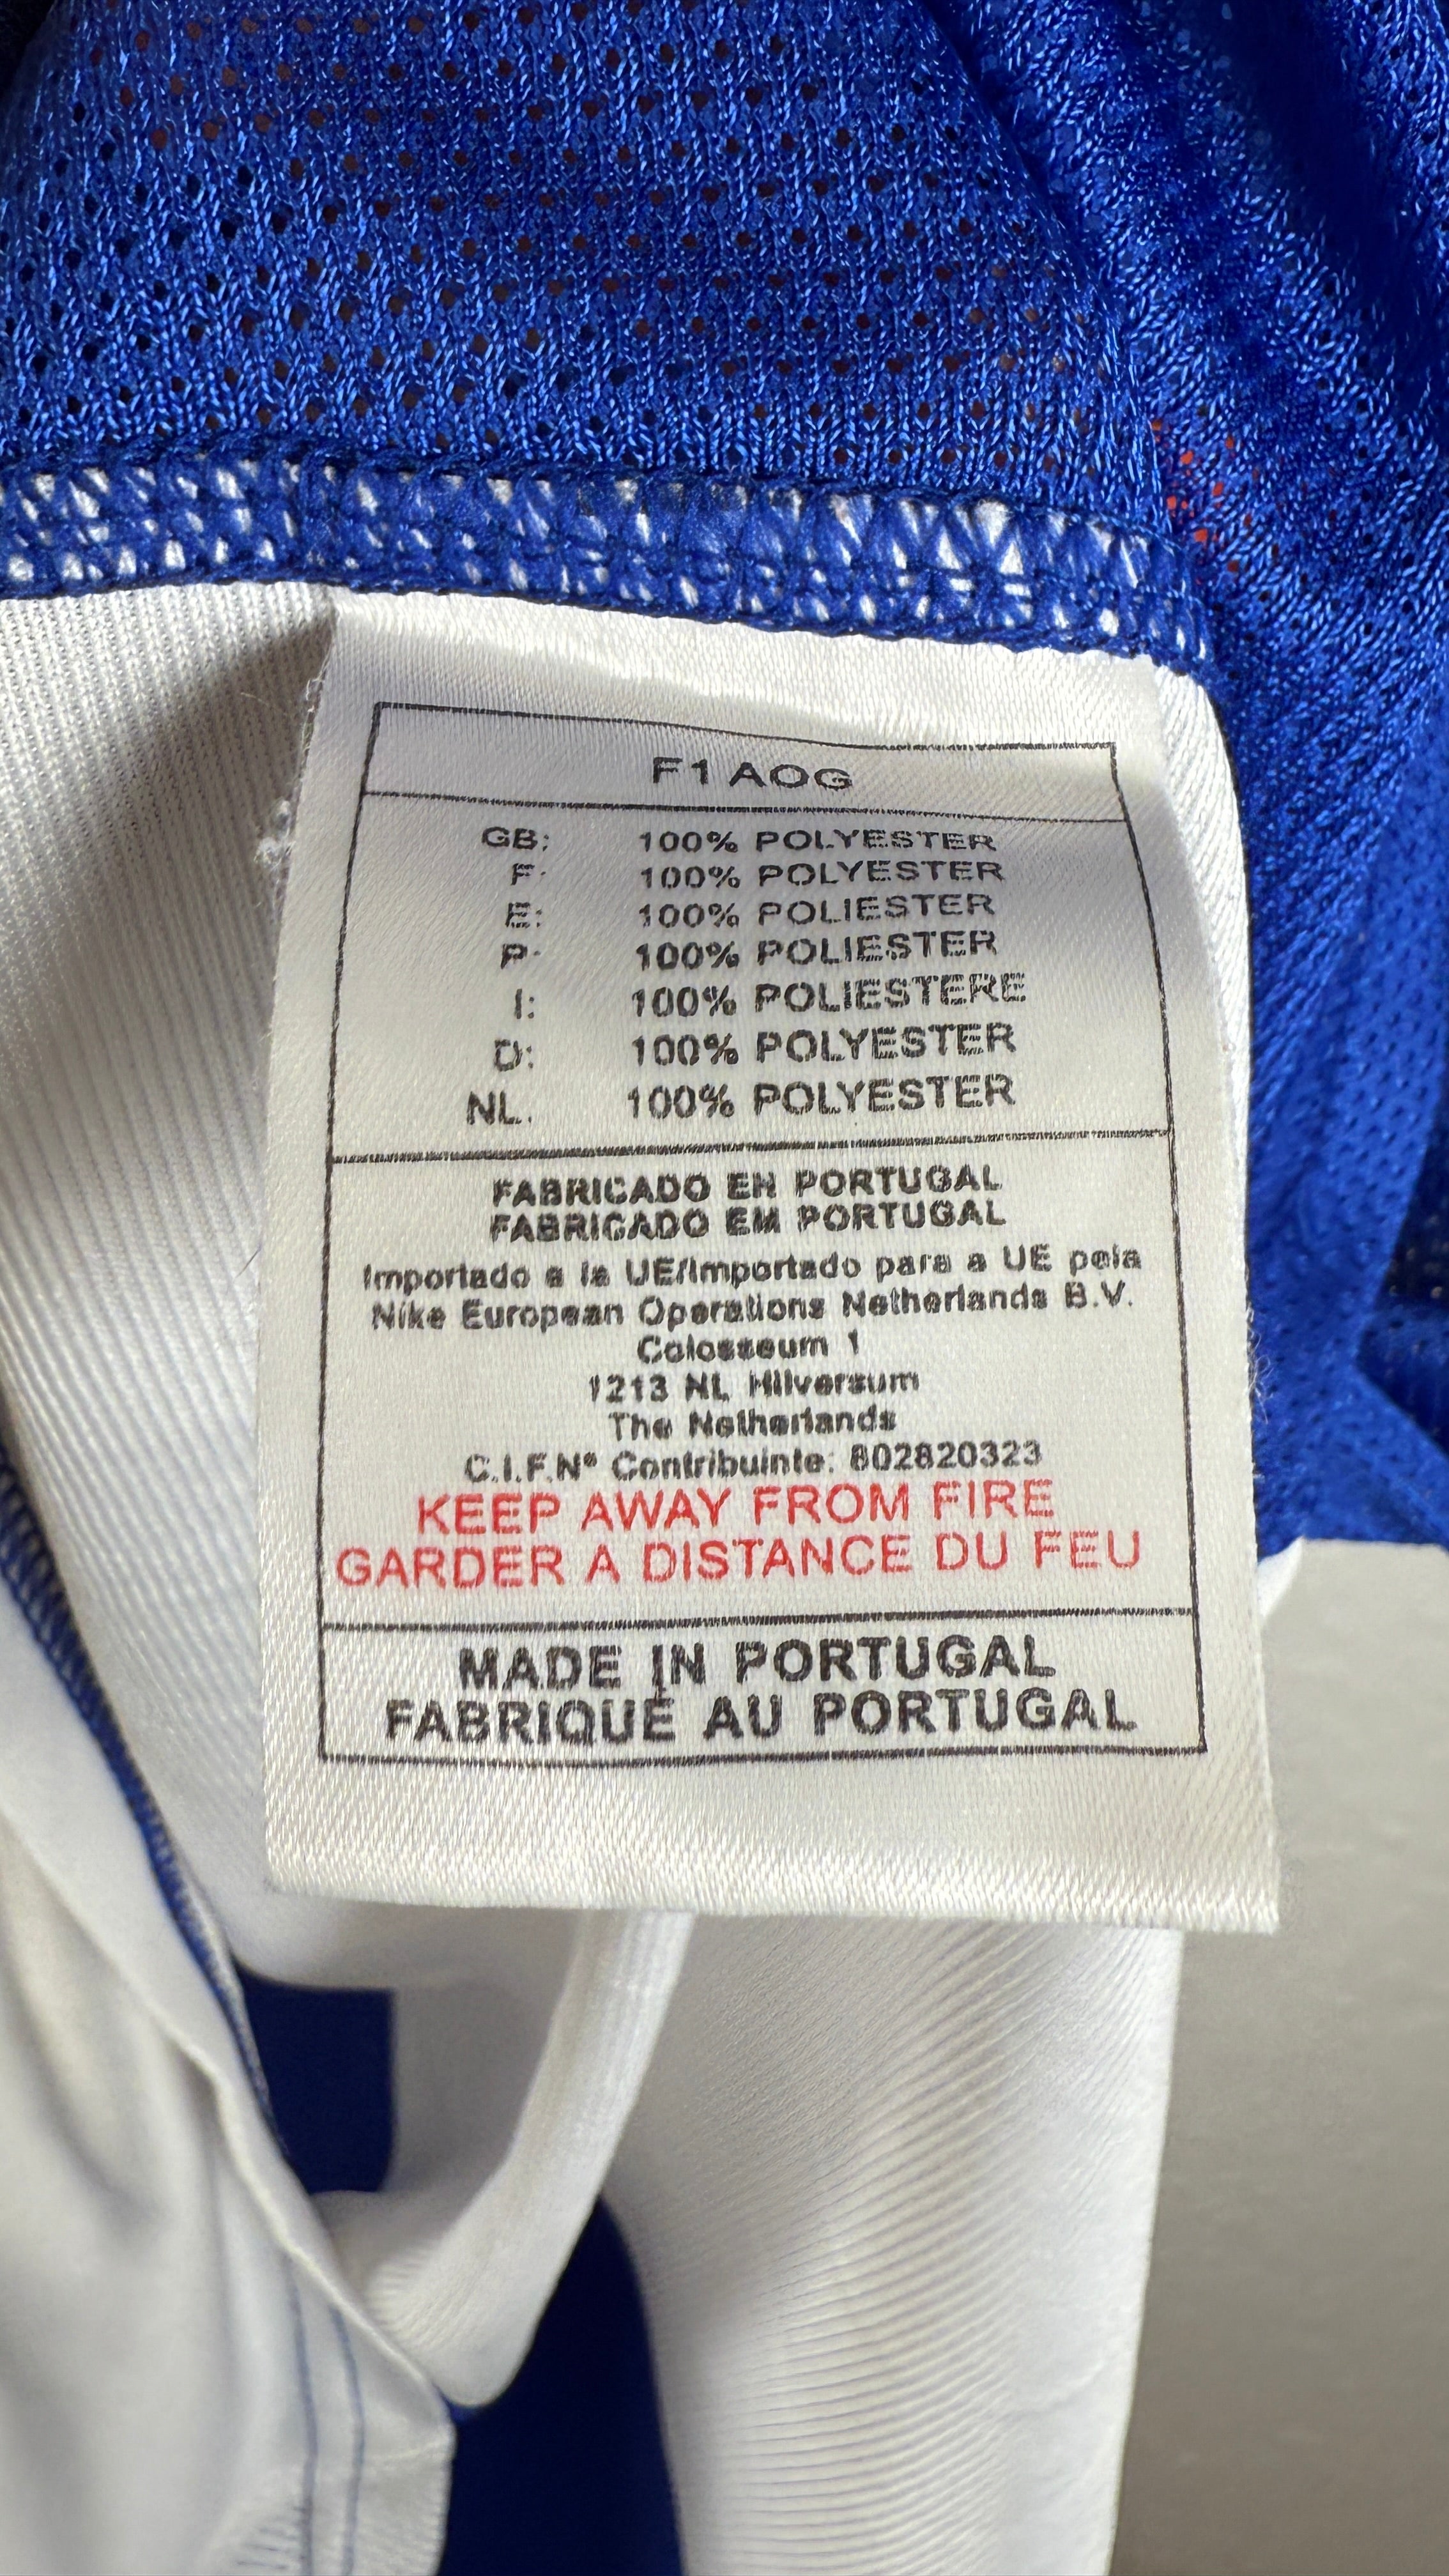 F1 AOG
GB: 100% POLYESTER
F: 100% POLYESTER
E: 100% POLIESTER
P: 100% POLIESTER
I: 100% POLIESTERE
D: 100% POLYESTER
NL: 100% POLYESTER
FABRICADO EN PORTUGAL
FABRICADO EM PORTUGAL
Importado a la UE/Importado para a UE pela
Nike European Operations Netherlands B.V.
Colosseum 1
1213 NL Hilversum
The Netherlands
C.I.F.Nº Contribuinte: 802820323
KEEP AWAY FROM FIRE
GARDER A DISTANCE DU FEU
MADE IN PORTUGAL
FABRIQUÉ AU PORTUGAL